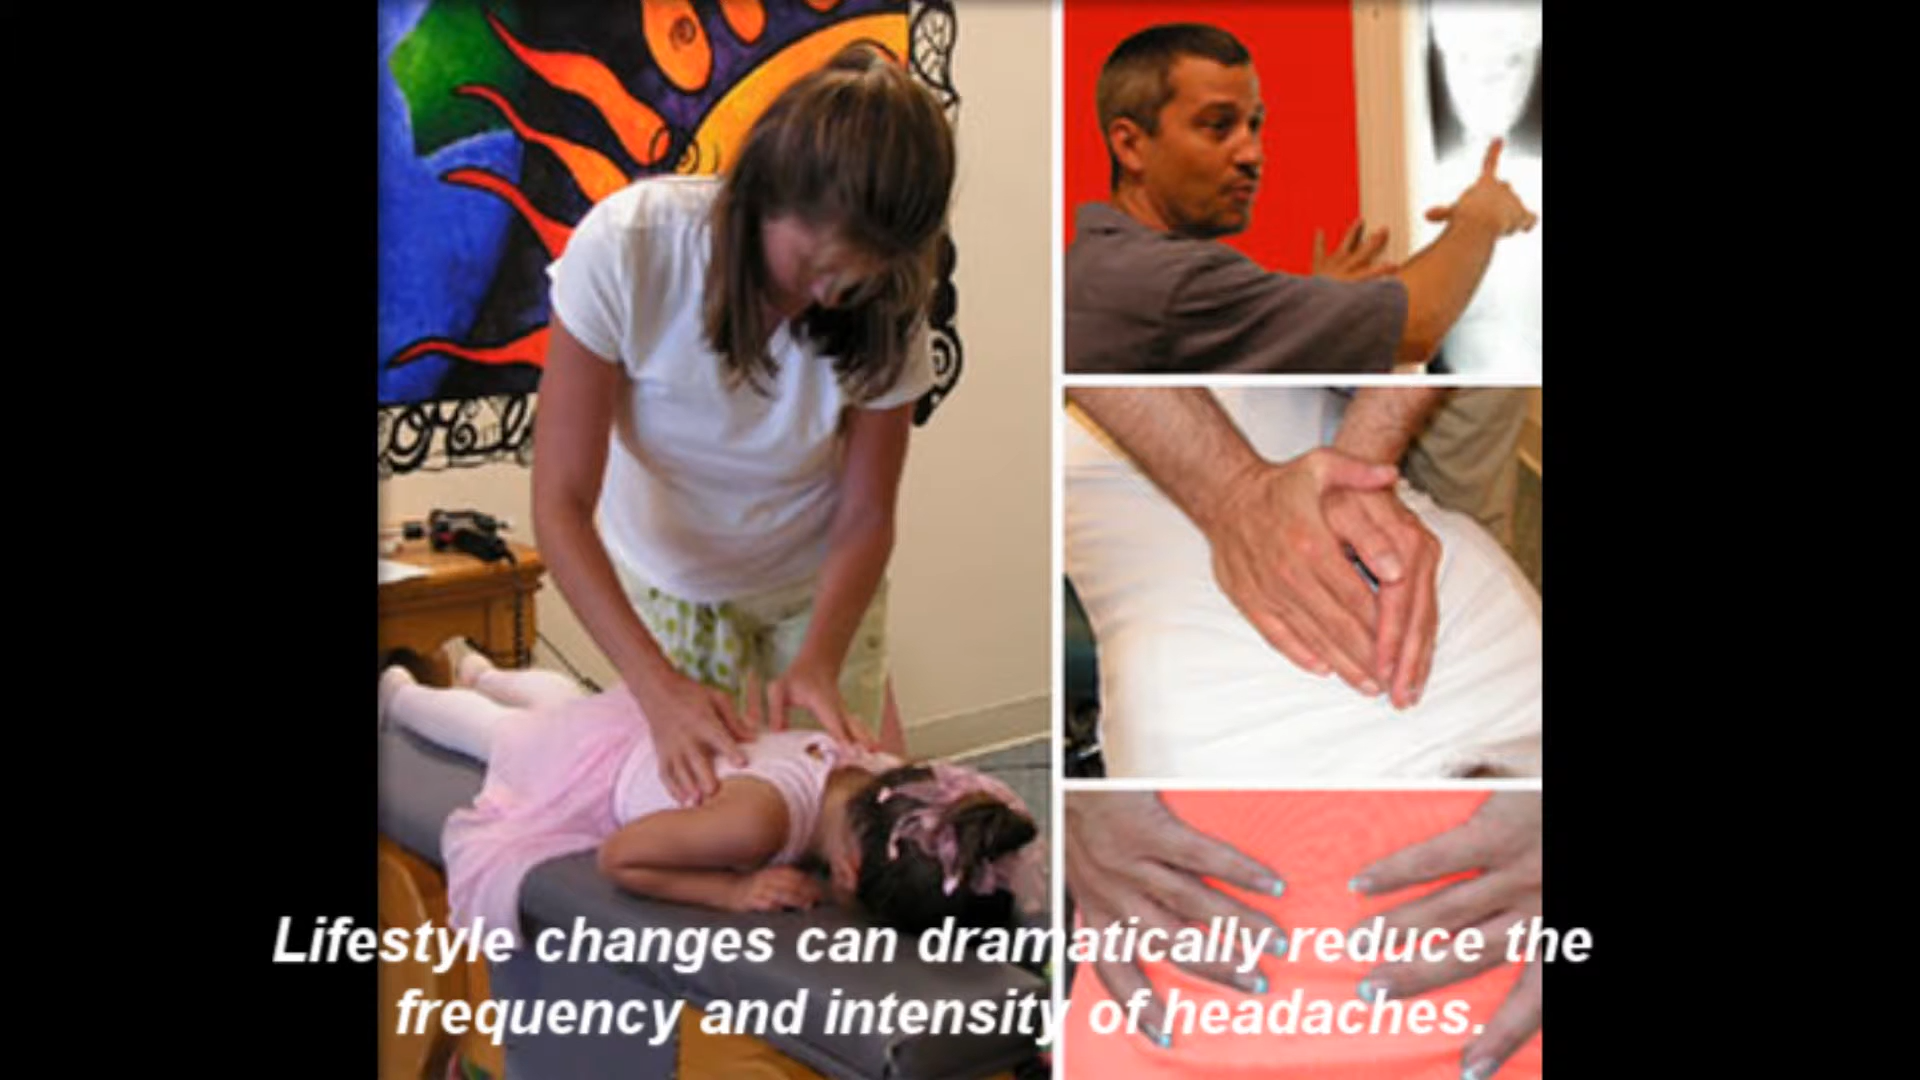 Lifestyle changes can dramatically reduce the
frequency and intensity of headaches.